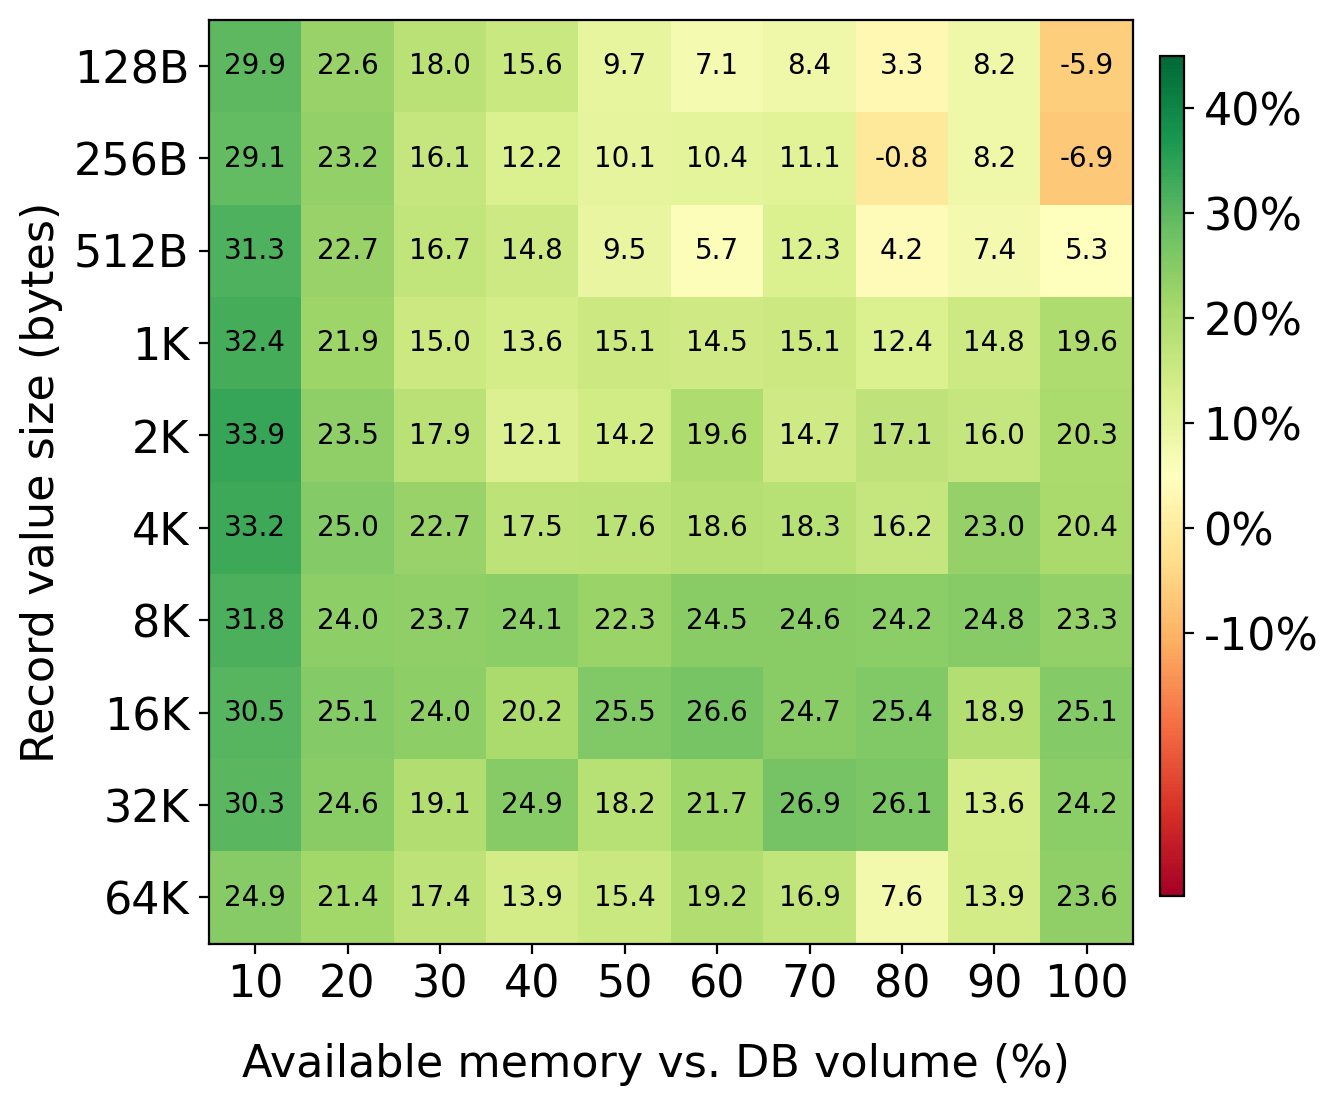 128B 29.9 22.6 18.0 15.6 9.7 7.1 8.4 3.3 8.2 -5.9
256B 29.1 23.2 16.1 12.2 10.1 10.4 11.1 -0.8 8.2 -6.9
512B 31.3 22.7 16.7 14.8 9.5 5.7 12.3 4.2 7.4 5.3
1K 32.4 21.9 15.0 13.6 15.1 14.5 15.1 12.4 14.8 19.6
2K 33.9 23.5 17.9 12.1 14.2 19.6 14.7 17.1 16.0 20.3
4K 33.2 25.0 22.7 17.5 17.6 18.6 18.3 16.2 23.0 20.4
8K 31.8 24.0 23.7 24.1 22.3 24.5 24.6 24.2 24.8 23.3
16K 30.5 25.1 24.0 20.2 25.5 26.6 24.7 25.4 18.9 25.1
32K 30.3 24.6 19.1 24.9 18.2 21.7 26.9 26.1 13.6 24.2
64K 24.9 21.4 17.4 13.9 15.4 19.2 16.9 7.6 13.9 23.6
10 20 30 40 50 60 70 80 90 100
Available memory vs. DB volume (%)
Record value size (bytes)
40%
30%
20%
10%
0%
-10%